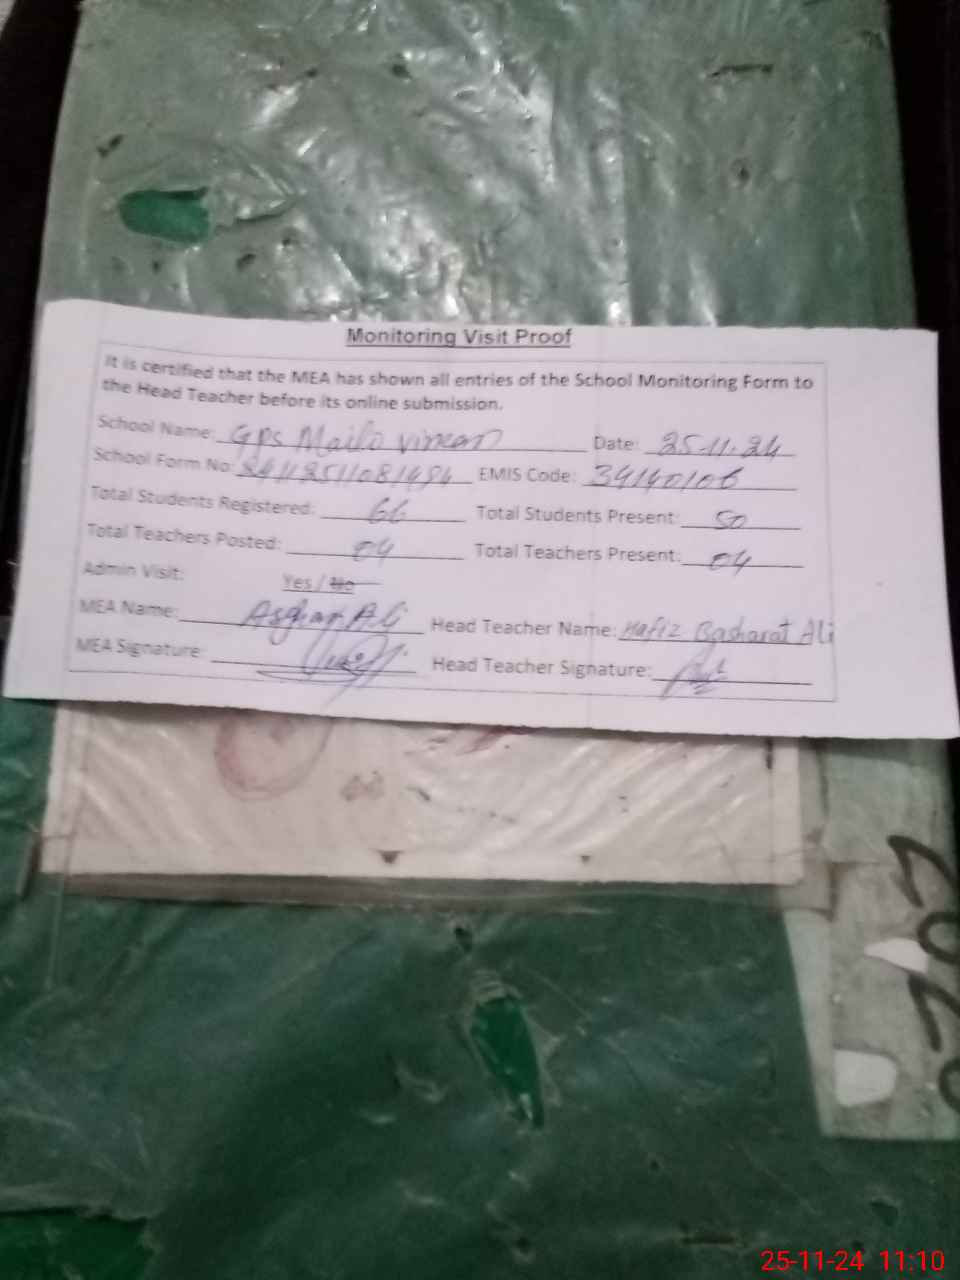 Monitoring Visit Proof
It is certified that the MEA has shown all entries of the School Monitoring Form to
the Head Teacher before its online submission.
School Name: GPS Mailo Date: 25-11-24
School Form No: EMIS Code: 34140106
Total Students Registered: 66 Total Students Present: 50
Total Teachers Posted: 04 Total Teachers Present: 04
Admin Visit: Yes / No
MEA Name: Asghar Ali Head Teacher Name: Hafiz Basharat Ali
MEA Signature: Head Teacher Signature:
25-11-24 11:10